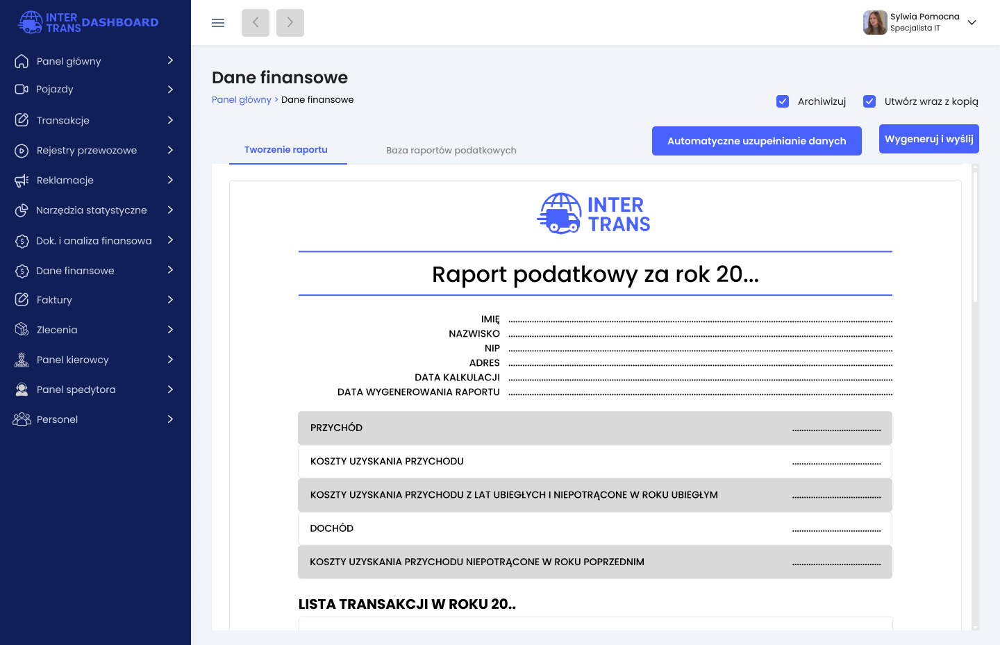 INTER
TRANS DASHBOARD
Panel główny
Pojazdy
Transakcje
Rejestry przewozowe
Reklamacje
Narzędzia statystyczne
Dok. i analiza finansowa
Dane finansowe
Faktury
Zlecenia
Panel kierowcy
Panel spedytora
Personel
Sylwia Pomocna
Specjalista IT
Dane finansowe
Panel główny > Dane finansowe
Archiwizuj
Utwórz wraz z kopią
Tworzenie raportu
Baza raportów podatkowych
Automatyczne uzupełnianie danych
Wygeneruj i wyślij
INTER
TRANS
Raport podatkowy za rok 20...
IMIĘ
NAZWISKO
NIP
ADRES
DATA KALKULACJI
DATA WYGENEROWANIA RAPORTU
PRZYCHÓD
KOSZTY UZYSKANIA PRZYCHODU
KOSZTY UZYSKANIA PRZYCHODU Z LAT UBIEGŁYCH I NIEPOTRĄCONE W ROKU UBIEGŁYM
DOCHÓD
KOSZTY UZYSKANIA PRZYCHODU NIEPOTRĄCONE W ROKU POPRZEDNIM
LISTA TRANSAKCJI W ROKU 20..